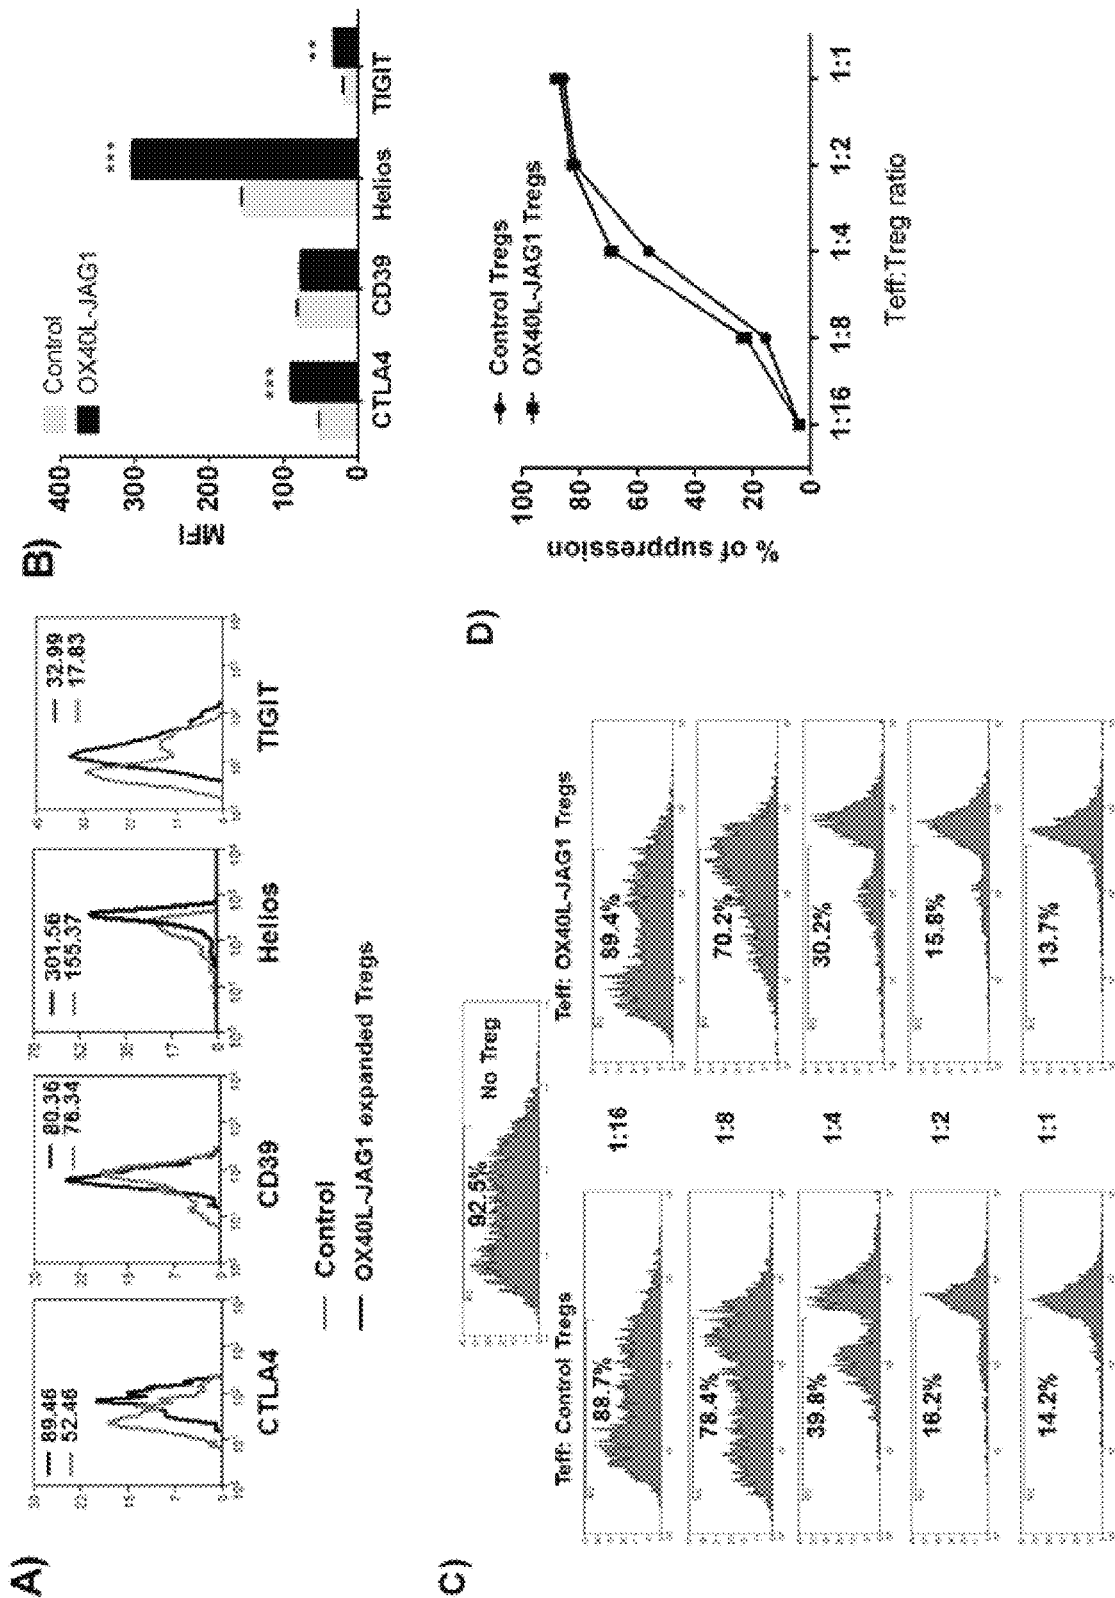 A)
89.46
52.46
CTLA4
80.36
76.34
CD39
301.56
155.37
Helios
32.99
17.83
TIGIT
Control
OX40L-JAG1 expanded Tregs
B)
Control
OX40L-JAG1
MFI
400
300
200
100
0
***
***
**
CTLA4
CD39
Helios
TIGIT
C)
92.5%
No Treg
Teff: Control Tregs
Teff: OX40L-JAG1 Tregs
88.7%
1:16
89.4%
78.4%
1:8
70.2%
39.8%
1:4
30.2%
16.2%
1:2
15.8%
14.2%
1:1
13.7%
D)
Control Tregs
OX40L-JAG1 Tregs
% of suppression
100
80
60
40
20
0
1:16
1:8
1:4
1:2
1:1
Teff:Treg ratio